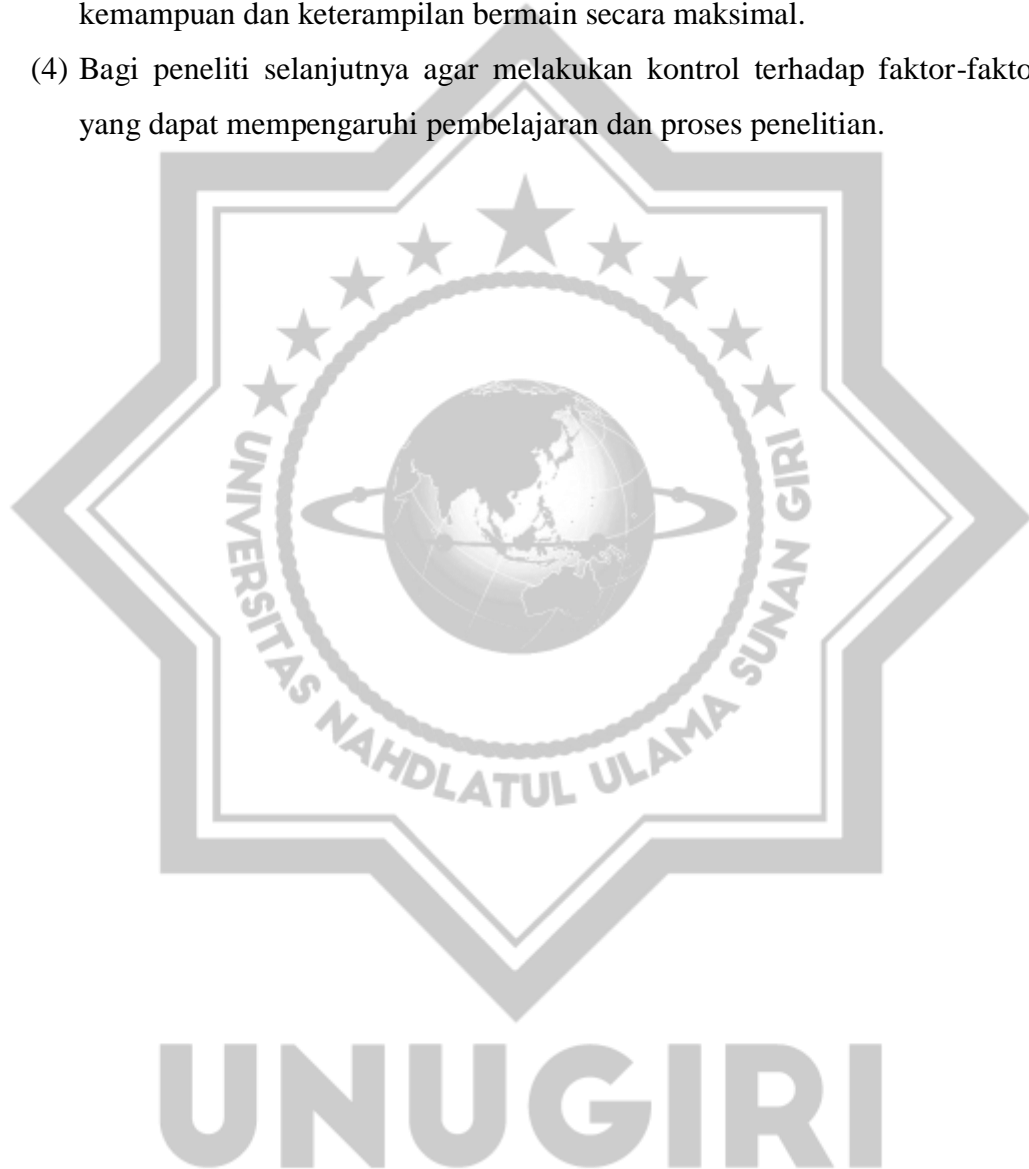 kemampuan dan keterampilan bermain secara maksimal.
(4) Bagi peneliti selanjutnya agar melakukan kontrol terhadap faktor-fakto
yang dapat mempengaruhi pembelajaran dan proses penelitian.
UNIVERSITAS NAHDLATUL ULAMA SUNAN GIRI
UNUGIRI